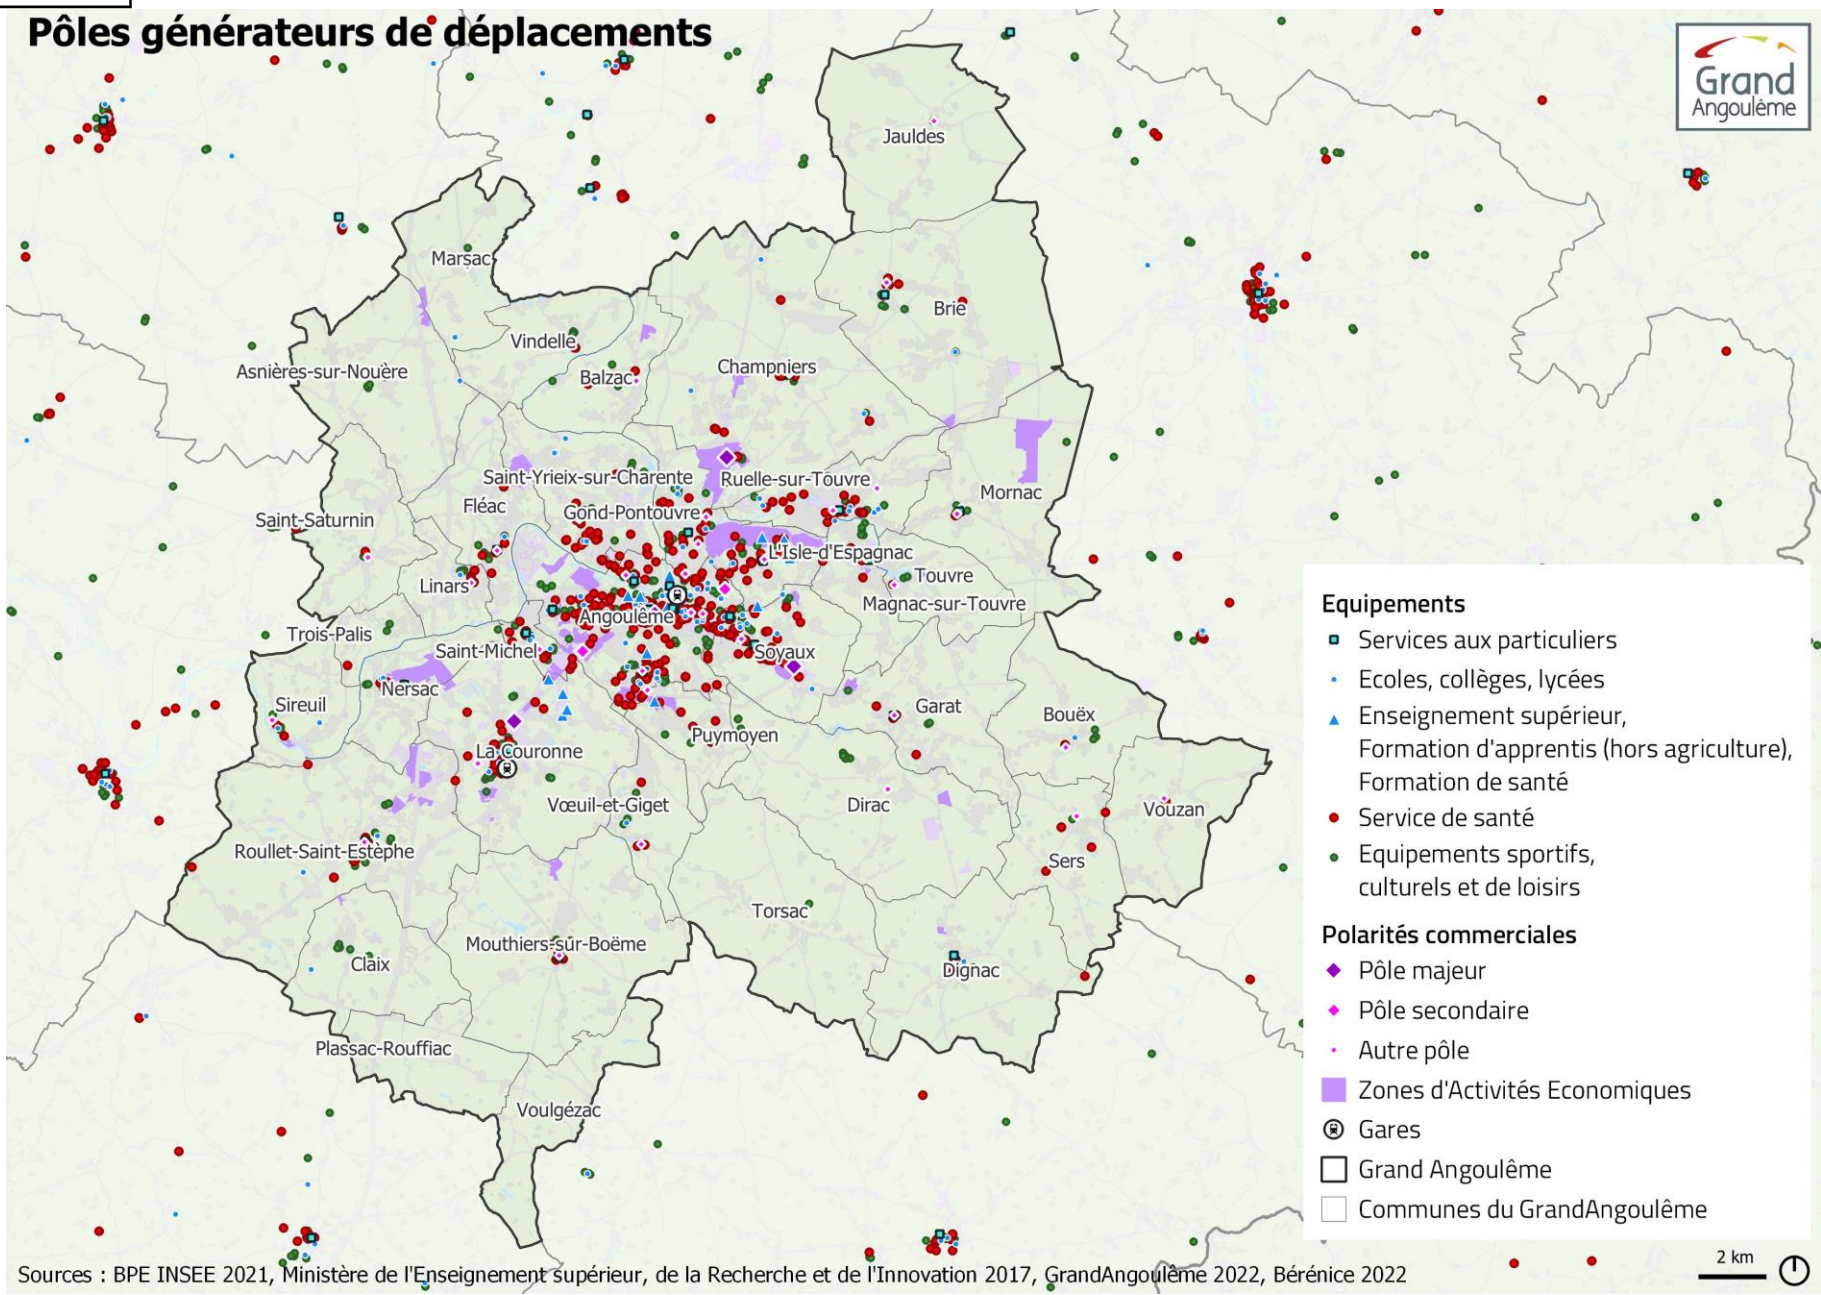 Pôles générateurs de déplacements
Grand
Angoulême
Jauldes
Marsac
Brie
Vindelle
Asnières-sur-Nouère
Balzac
Champniers
Saint-Yrieix-sur-Charente
Ruelle-sur-Touvre
Mornac
Fléac
Gond-Pontouvre
Saint-Saturnin
L'Isle-d'Espagnac
Linars
Touvre
Magnac-sur-Touvre
Angoulême
Trois-Palis
Saint-Michel
Soyaux
Nersac
Sireuil
Garat
Bouëx
Puymoyen
La Couronne
Vœuil-et-Giget
Dirac
Vouzan
Roullet-Saint-Estèphe
Sers
Torsac
Mouthiers-sur-Boëme
Claix
Dignac
Plassac-Rouffiac
Voulgézac
Equipements
Services aux particuliers
Ecoles, collèges, lycées
Enseignement supérieur,
Formation d'apprentis (hors agriculture),
Formation de santé
Service de santé
Equipements sportifs,
culturels et de loisirs
Polarités commerciales
Pôle majeur
Pôle secondaire
Autre pôle
Zones d'Activités Economiques
Gares
Grand Angoulême
Communes du GrandAngoulême
2 km
Sources : BPE INSEE 2021, Ministère de l'Enseignement supérieur, de la Recherche et de l'Innovation 2017, GrandAngoulême 2022, Bérénice 2022